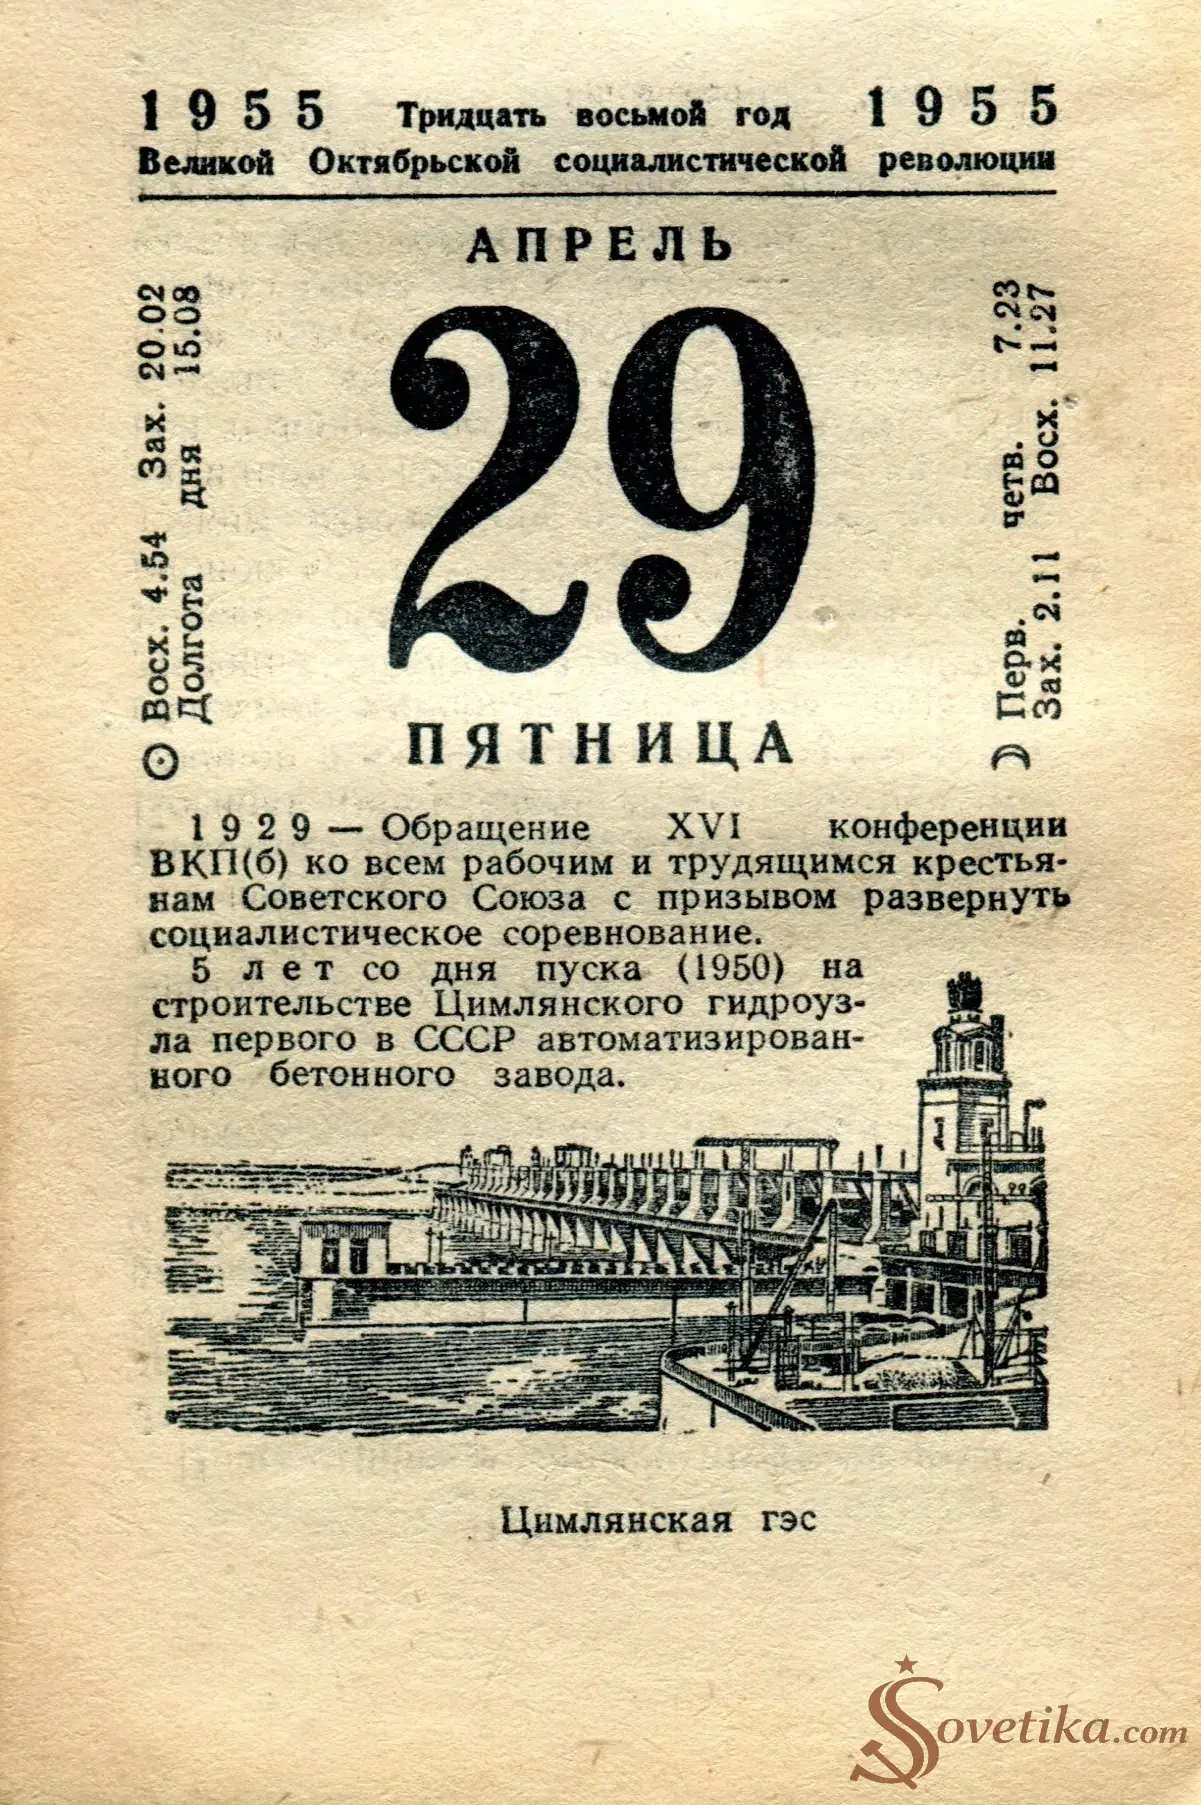 1955 Тридцать восьмой год 1955
Великой Октябрьской социалистической революции
АПРЕЛЬ
Восх. 4.54 Зах. 20.02
Долгота дня 15.08
29
Перв. четв. 7.23
Зах. 2.11 Восх. 11.27
ПЯТНИЦА
1929 — Обращение XVI конференции
ВКП(б) ко всем рабочим и трудящимся крестья-
нам Советского Союза с призывом развернуть
социалистическое соревнование.
5 лет со дня пуска (1950) на
строительстве Цимлянского гидроуз-
ла первого в СССР автоматизирован-
ного бетонного завода.
Цимлянская гэс
Sovetika.com